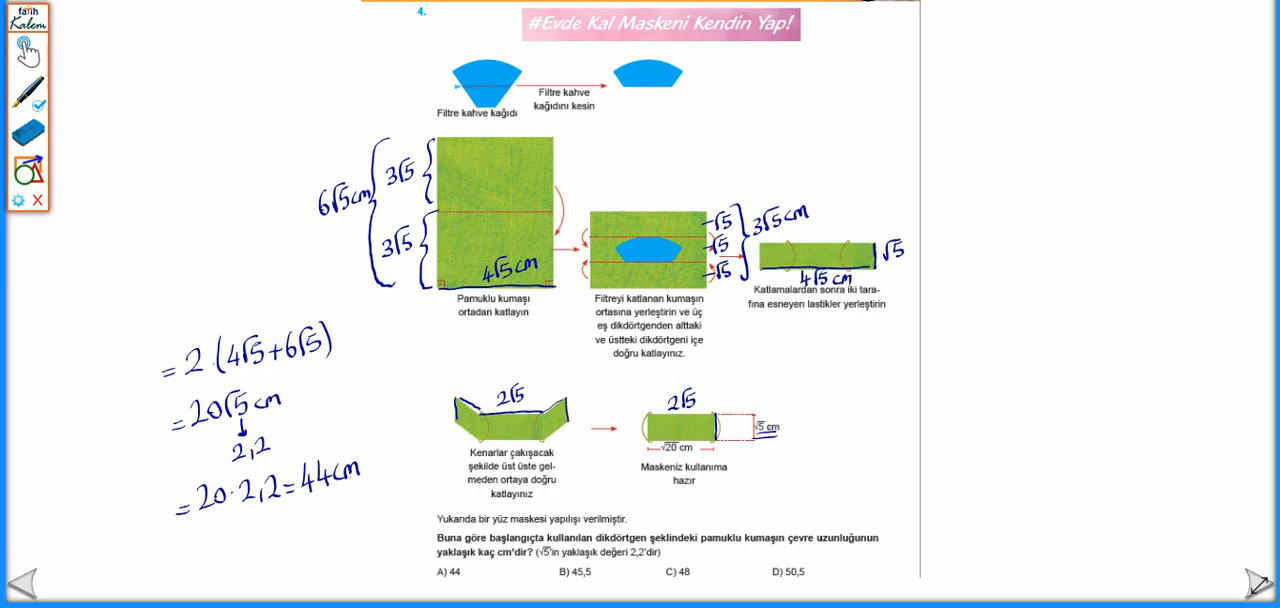 fatih
Kalem
4.
#Evde Kal Maskeni Kendin Yap!
Filtre kahve kağıdı
Filtre kahve
kağıdını kesin
6√5 cm
3√5
3√5
4√5 cm
Pamuklu kumaşı
ortadan katlayın
√5
√5
√5
3√5 cm
Filtreyi katlanan kumaşın
ortasına yerleştirin ve üç
eş dikdörtgenden alttaki
ve üstteki dikdörtgeni içe
doğru katlayınız.
√5
4√5 cm
Katlamalardan sonra iki tara-
fına esneyen lastikler yerleştirin
= 2.(4√5+6√5)
= 20√5 cm
2,2
= 20.2,2=44cm
2√5
Kenarlar çakışacak
şekilde üst üste gel-
meden ortaya doğru
katlayınız
2√5
√5 cm
√20 cm
Maskeniz kullanıma
hazır
Yukarıda bir yüz maskesi yapılışı verilmiştir.
Buna göre başlangıçta kullanılan dikdörtgen şeklindeki pamuklu kumaşın çevre uzunluğunun
yaklaşık kaç cm'dir? (√5'in yaklaşık değeri 2,2'dir)
A) 44 B) 45,5 C) 48 D) 50,5